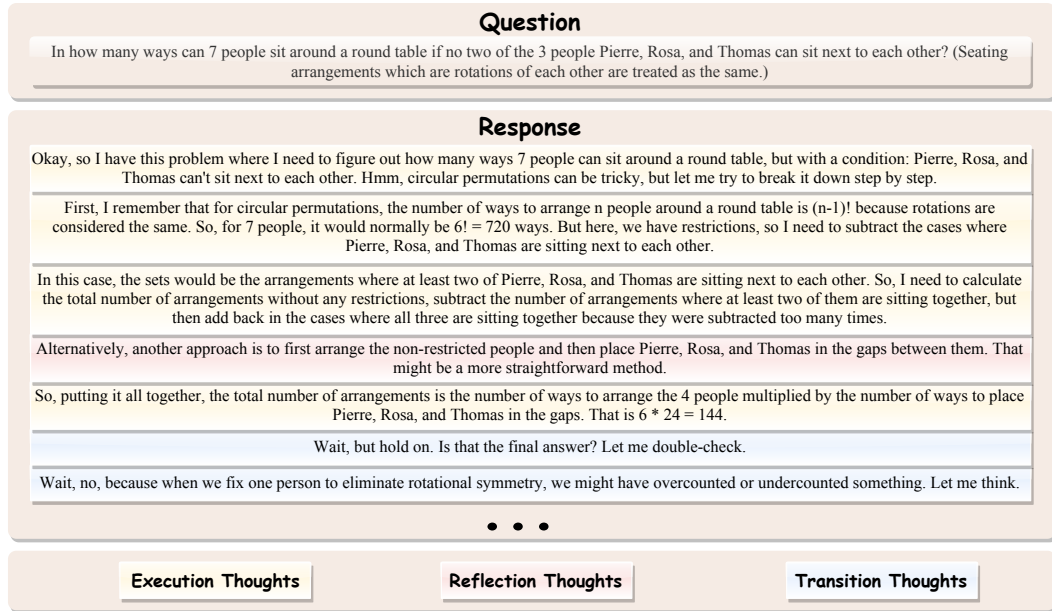 Question
In how many ways can 7 people sit around a round table if no two of the 3 people Pierre, Rosa, and Thomas can sit next to each other? (Seating
arrangements which are rotations of each other are treated as the same.)
Response
Okay, so I have this problem where I need to figure out how many ways 7 people can sit around a round table, but with a condition: Pierre, Rosa, and
Thomas can't sit next to each other. Hmm, circular permutations can be tricky, but let me try to break it down step by step.
First, I remember that for circular permutations, the number of ways to arrange n people around a round table is (n-1)! because rotations are
considered the same. So, for 7 people, it would normally be 6! = 720 ways. But here, we have restrictions, so I need to subtract the cases where
Pierre, Rosa, and Thomas are sitting next to each other.
In this case, the sets would be the arrangements where at least two of Pierre, Rosa, and Thomas are sitting next to each other. So, I need to calculate
the total number of arrangements without any restrictions, subtract the number of arrangements where at least two of them are sitting together, but
then add back in the cases where all three are sitting together because they were subtracted too many times.
Alternatively, another approach is to first arrange the non-restricted people and then place Pierre, Rosa, and Thomas in the gaps between them. That
might be a more straightforward method.
So, putting it all together, the total number of arrangements is the number of ways to arrange the 4 people multiplied by the number of ways to place
Pierre, Rosa, and Thomas in the gaps. That is 6 * 24 = 144.
Wait, but hold on. Is that the final answer? Let me double-check.
Wait, no, because when we fix one person to eliminate rotational symmetry, we might have overcounted or undercounted something. Let me think.
• • •
Execution Thoughts
Reflection Thoughts
Transition Thoughts